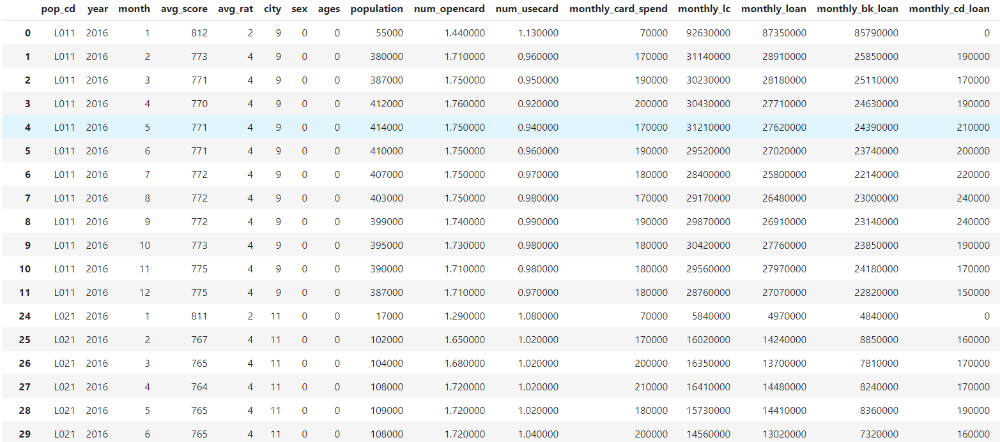 pop_cd year month avg_score avg_rat city sex ages population num_opencard num_usecard monthly_card_spend monthly_lc monthly_loan monthly_bk_loan monthly_cd_loan
0 L011 2016 1 812 2 9 0 0 55000 1.440000 1.130000 70000 92630000 87350000 85790000 0
1 L011 2016 2 773 4 9 0 0 380000 1.710000 0.960000 170000 31140000 28910000 25850000 190000
2 L011 2016 3 771 4 9 0 0 387000 1.750000 0.950000 190000 30230000 28180000 25110000 170000
3 L011 2016 4 770 4 9 0 0 412000 1.760000 0.920000 200000 30430000 27710000 24630000 190000
4 L011 2016 5 771 4 9 0 0 414000 1.750000 0.940000 170000 31210000 27620000 24390000 210000
5 L011 2016 6 771 4 9 0 0 410000 1.750000 0.960000 190000 29520000 27020000 23740000 200000
6 L011 2016 7 772 4 9 0 0 407000 1.750000 0.970000 180000 28400000 25800000 22140000 220000
7 L011 2016 8 772 4 9 0 0 403000 1.750000 0.980000 170000 29170000 26480000 23000000 240000
8 L011 2016 9 772 4 9 0 0 399000 1.740000 0.990000 190000 29870000 26910000 23140000 240000
9 L011 2016 10 773 4 9 0 0 395000 1.730000 0.980000 180000 30420000 27760000 23850000 190000
10 L011 2016 11 775 4 9 0 0 390000 1.710000 0.980000 180000 29560000 27970000 24180000 170000
11 L011 2016 12 775 4 9 0 0 387000 1.710000 0.970000 180000 28760000 27070000 22820000 150000
24 L021 2016 1 811 2 11 0 0 17000 1.290000 1.080000 70000 5840000 4970000 4840000 0
25 L021 2016 2 767 4 11 0 0 102000 1.650000 1.020000 170000 16020000 14240000 8850000 160000
26 L021 2016 3 765 4 11 0 0 104000 1.680000 1.020000 200000 16350000 13700000 7810000 170000
27 L021 2016 4 764 4 11 0 0 108000 1.720000 1.020000 210000 16410000 14480000 8240000 170000
28 L021 2016 5 765 4 11 0 0 109000 1.720000 1.020000 180000 15730000 14410000 8360000 190000
29 L021 2016 6 765 4 11 0 0 108000 1.720000 1.040000 200000 14560000 13020000 7320000 160000